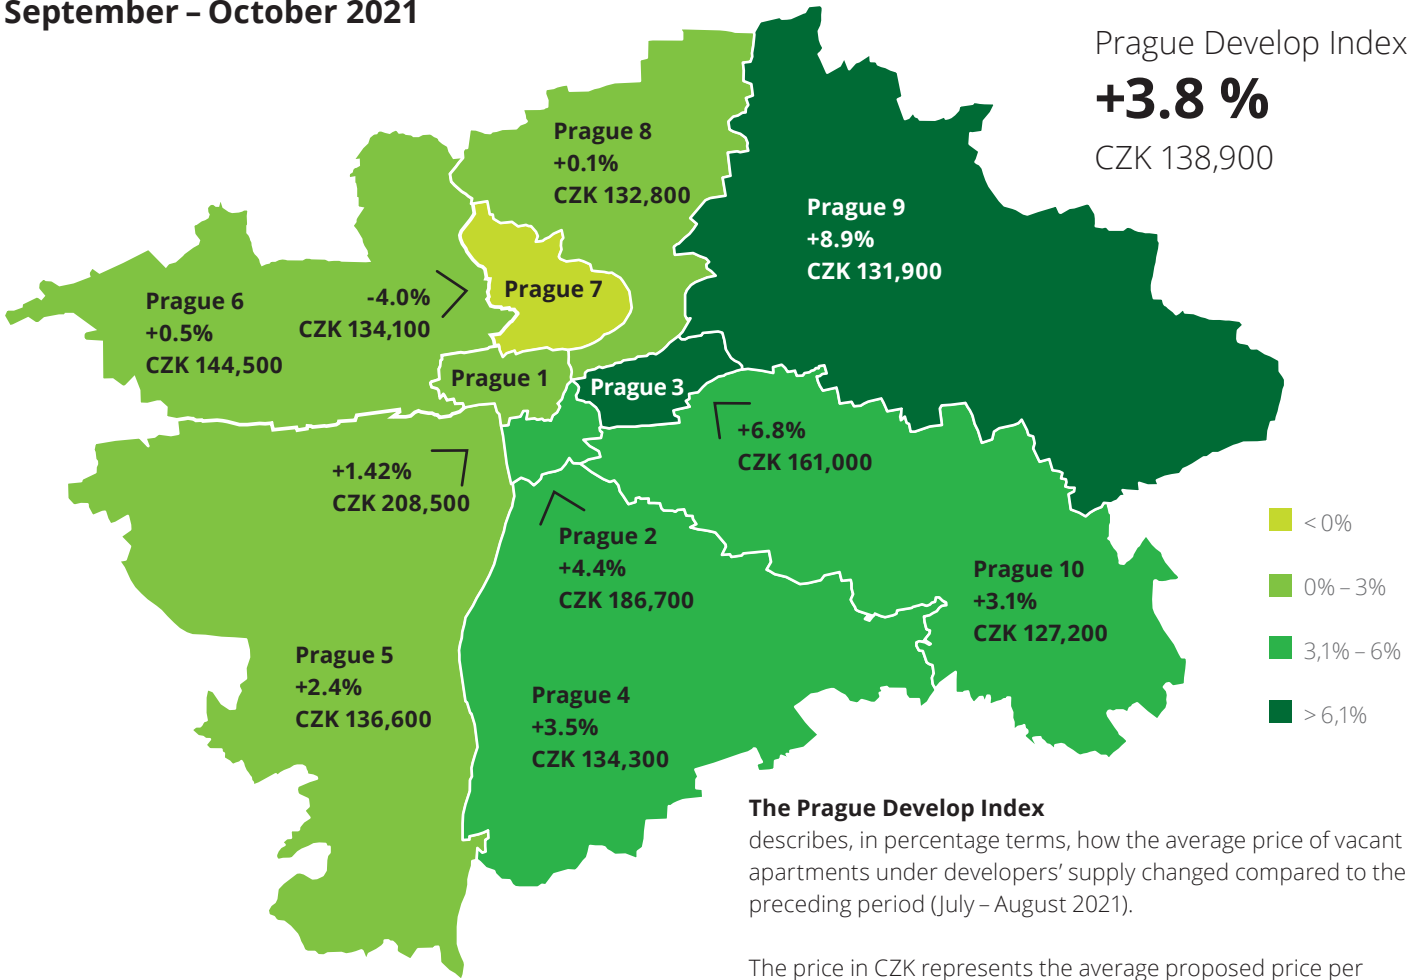 September – October 2021
Prague Develop Index
+3.8 %
CZK 138,900
Prague 8
+0.1%
CZK 132,800
Prague 9
+8.9%
CZK 131,900
Prague 7
-4.0%
CZK 134,100
Prague 6
+0.5%
CZK 144,500
Prague 1
Prague 3
+6.8%
CZK 161,000
+1.42%
CZK 208,500
Prague 2
+4.4%
CZK 186,700
Prague 10
+3.1%
CZK 127,200
Prague 5
+2.4%
CZK 136,600
Prague 4
+3.5%
CZK 134,300
< 0%
0% – 3%
3,1% – 6%
> 6,1%
The Prague Develop Index
describes, in percentage terms, how the average price of vacant
apartments under developers’ supply changed compared to the
preceding period (July – August 2021).
The price in CZK represents the average proposed price per